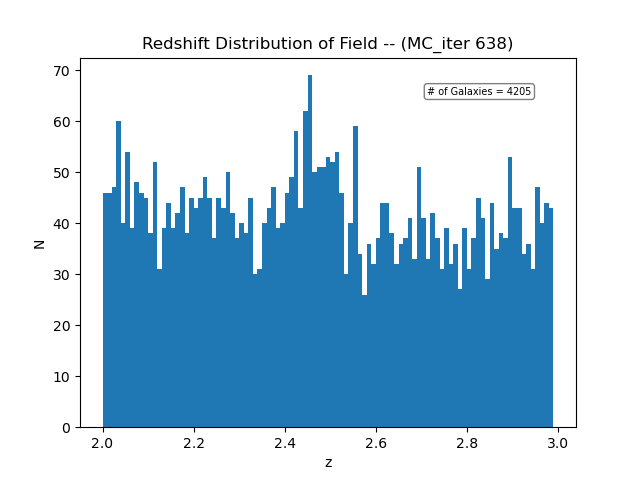 Redshift Distribution of Field -- (MC_iter 638)
# of Galaxies = 4205
70
60
50
40
30
20
10
0
N
2.0 2.2 2.4 2.6 2.8 3.0
z